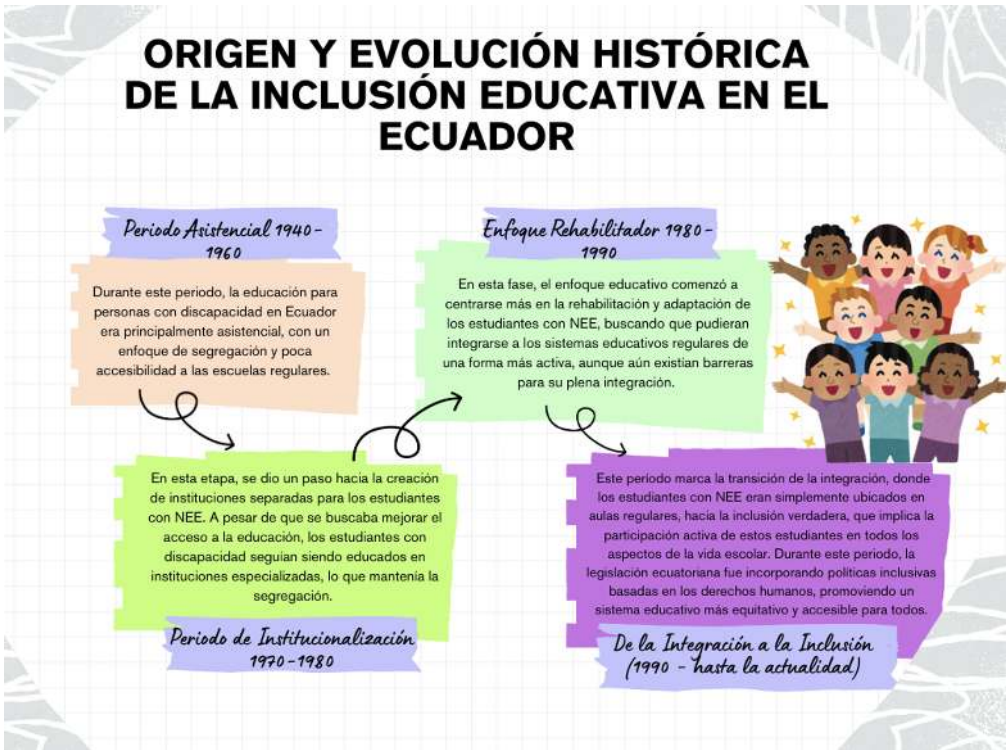 ORIGEN Y EVOLUCIÓN HISTÓRICA
DE LA INCLUSIÓN EDUCATIVA EN EL
ECUADOR
Periodo Asistencial 1940-
1960
Durante este periodo, la educación para
personas con discapacidad en Ecuador
era principalmente asistencial, con un
enfoque de segregación y poca
accesibilidad a las escuelas regulares.
En esta etapa, se dio un paso hacia la creación
de instituciones separadas para los estudiantes
con NEE. A pesar de que se buscaba mejorar el
acceso a la educación, los estudiantes con
discapacidad seguían siendo educados en
instituciones especializadas, lo que mantenía la
segregación.
Periodo de Institucionalización
1970-1980
Enfoque Rehabilitador 1980-
1990
En esta fase, el enfoque educativo comenzó a
centrarse más en la rehabilitación y adaptación de
los estudiantes con NEE, buscando que pudieran
integrarse a los sistemas educativos regulares de
una forma más activa, aunque aún existían barreras
para su plena integración.
Este período marca la transición de la integración, donde
los estudiantes con NEE eran simplemente ubicados en
aulas regulares, hacia la inclusión verdadera, que implica la
participación activa de estos estudiantes en todos los
aspectos de la vida escolar. Durante este periodo, la
legislación ecuatoriana fue incorporando políticas inclusivas
basadas en los derechos humanos, promoviendo un
sistema educativo más equitativo y accesible para todos.
De la Integración a la Inclusión
(1990 - hasta la actualidad)